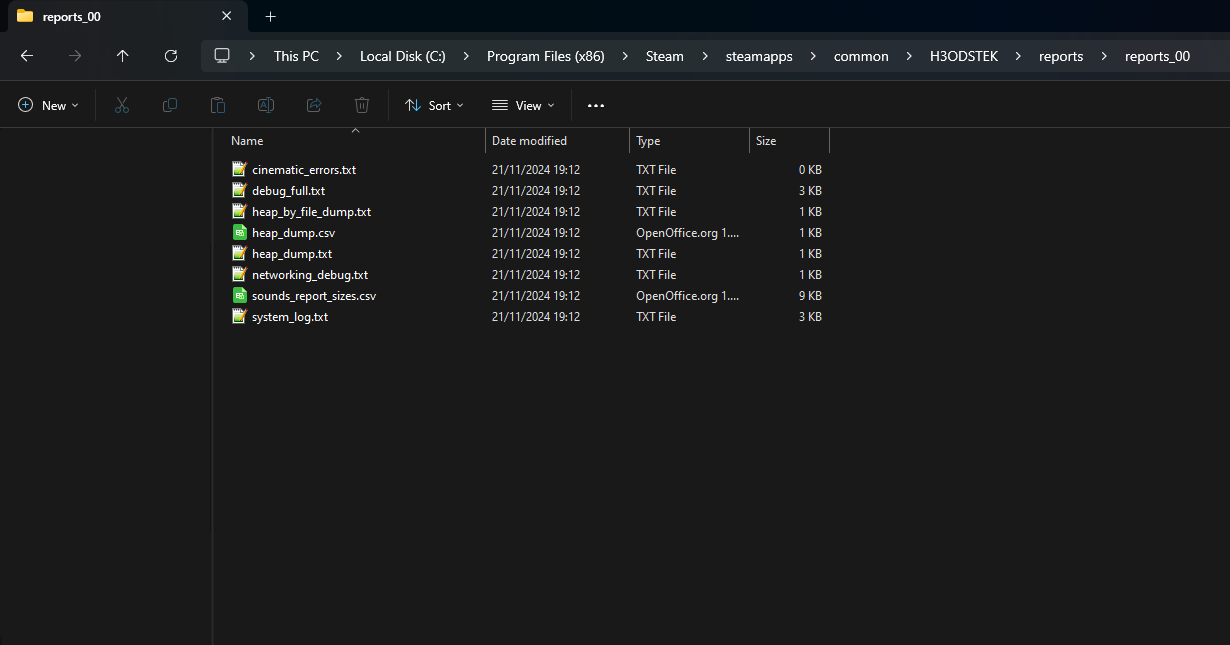 reports_00
This PC > Local Disk (C:) > Program Files (x86) > Steam > steamapps > common > H3ODSTEK > reports > reports_00
New Sort View
Name Date modified Type Size
cinematic_errors.txt 21/11/2024 19:12 TXT File 0 KB
debug_full.txt 21/11/2024 19:12 TXT File 3 KB
heap_by_file_dump.txt 21/11/2024 19:12 TXT File 1 KB
heap_dump.csv 21/11/2024 19:12 OpenOffice.org 1.... 1 KB
heap_dump.txt 21/11/2024 19:12 TXT File 1 KB
networking_debug.txt 21/11/2024 19:12 TXT File 1 KB
sounds_report_sizes.csv 21/11/2024 19:12 OpenOffice.org 1.... 9 KB
system_log.txt 21/11/2024 19:12 TXT File 3 KB